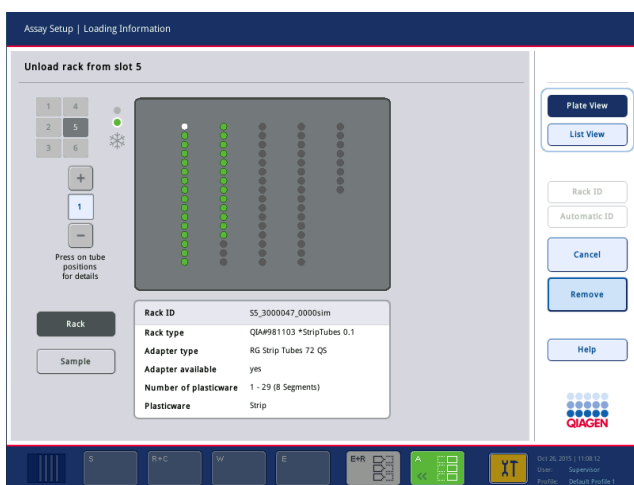 Assay Setup | Loading Information
Unload rack from slot 5
1 4
2 5
3 6
+
1
−
Press on tube
positions
for details
Rack
Sample
Rack ID S5_3000047_0000sim
Rack type QIA#981103 *StripTubes 0.1
Adapter type RG Strip Tubes 72 QS
Adapter available yes
Number of plasticware 1 - 29 (8 Segments)
Plasticware Strip
Plate View
List View
Rack ID
Automatic ID
Cancel
Remove
Help
QIAGEN
S
R+C
W
E
E+R
A
Oct 26, 2015 | 11:08:12
User: Supervisor
Profile: Default Profile 1